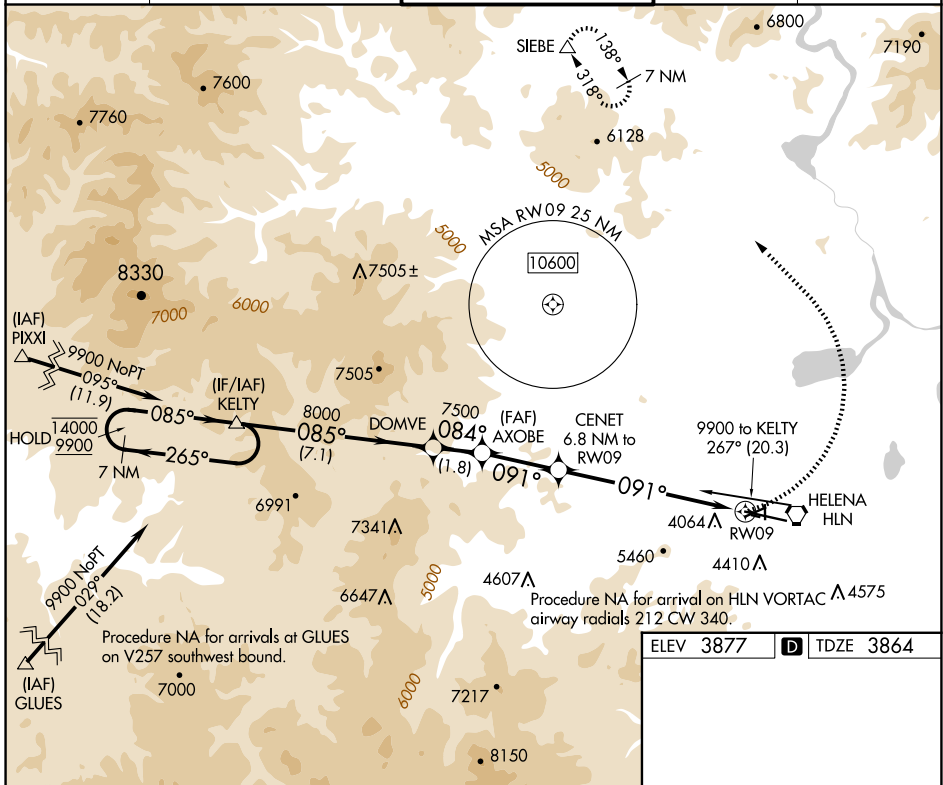 6800
7190
SIEBE
138°
318°
7 NM
7600
7760
6128
5000
MSA RW09 25 NM
10600
5000
8330
7505±
7000
6000
(IAF)
PIXXI
9900 NoPT
095°
(11.9)
7505
(IF/IAF)
KELTY
8000
085°
(7.1)
DOMVE
7500
084°
(1.8)
(FAF)
AXOBE
091°
CENET
6.8 NM to
RW09
091°
9900 to KELTY
267° (20.3)
HOLD
14000
9900
085°
265°
7 NM
HELENA
HLN
RW09
4064
6991
7341
5460
4410
9900 NoPT
029°
(18.2)
6647
5000
4607
4575
Procedure NA for arrival on HLN VORTAC
airway radials 212 CW 340.
Procedure NA for arrivals at GLUES
on V257 southwest bound.
(IAF)
GLUES
7000
6000
7217
8150
ELEV 3877 D TDZE 3864